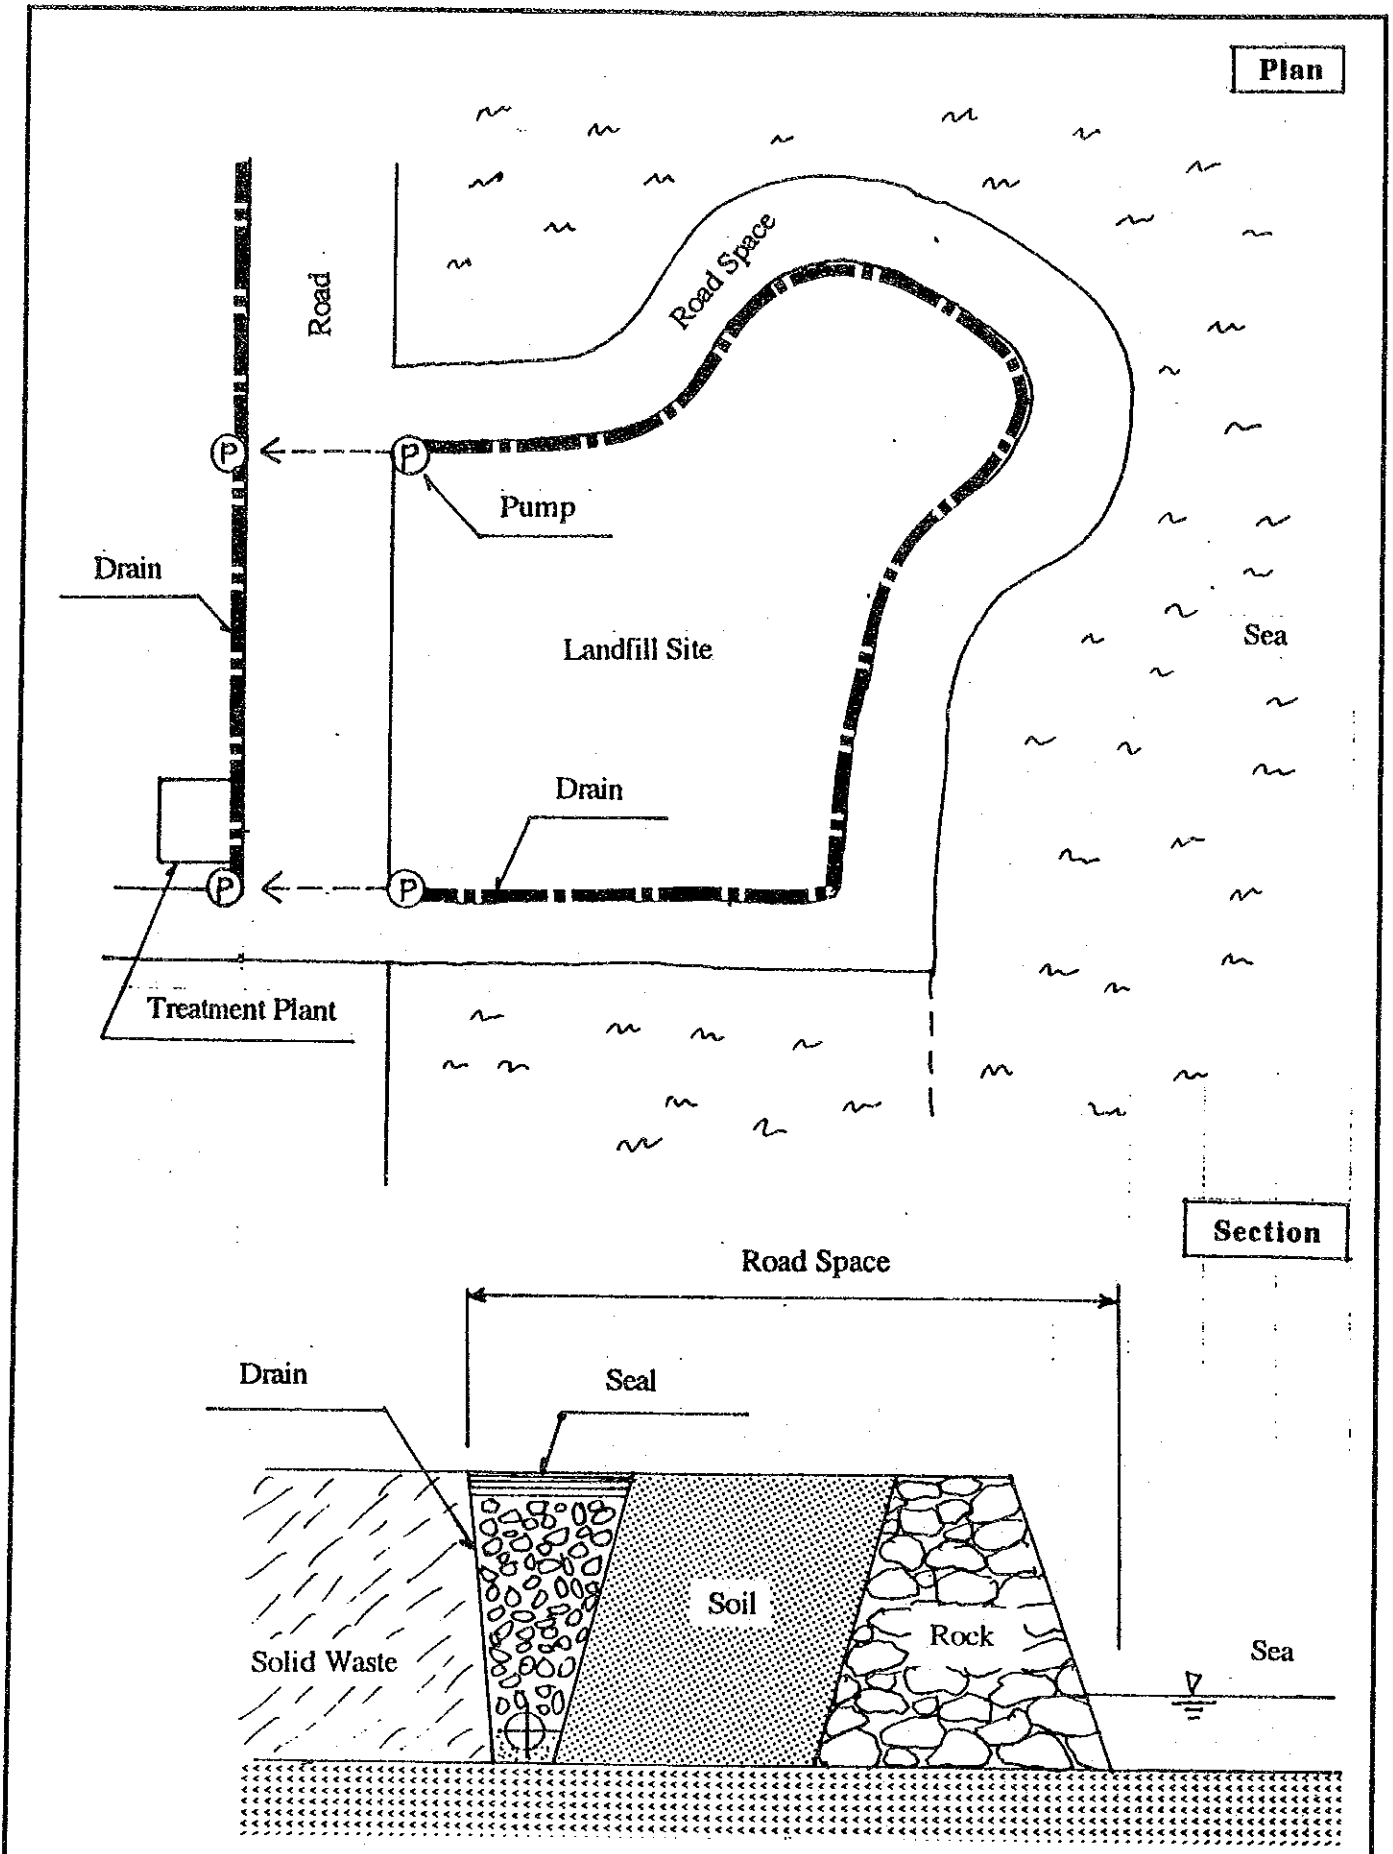 Plan
Road Space
Road
P
P
Pump
Drain
Landfill Site
Sea
Drain
P
P
Treatment Plant
Section
Road Space
Drain
Seal
Soil
Rock
Solid Waste
Sea